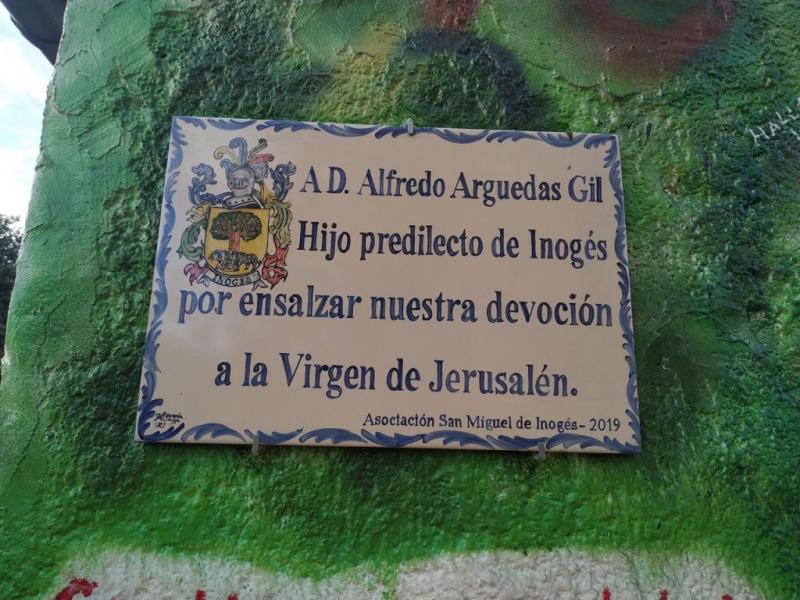 A D. Alfredo Arguedas Gil
Hijo predilecto de Inogés
INOGÉS
por ensalzar nuestra devoción
a la Virgen de Jerusalén.
Asociación San Miguel de Inogés- 2019